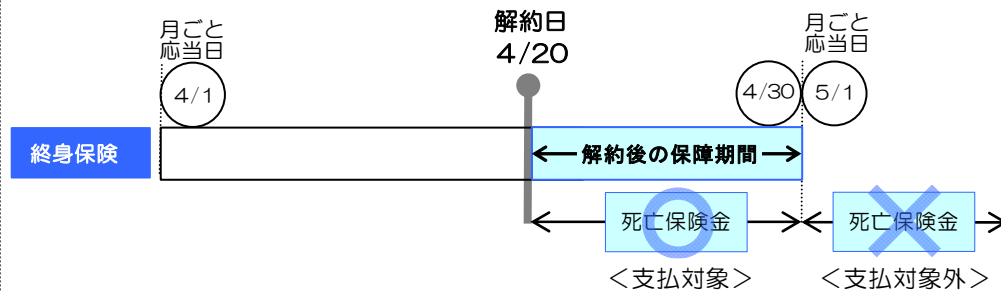 月ごと
応当日
4/1
解約日
4/20
月ごと
応当日
4/30
5/1
終身保険
解約後の保障期間
死亡保険金
死亡保険金
＜支払対象＞
＜支払対象外＞